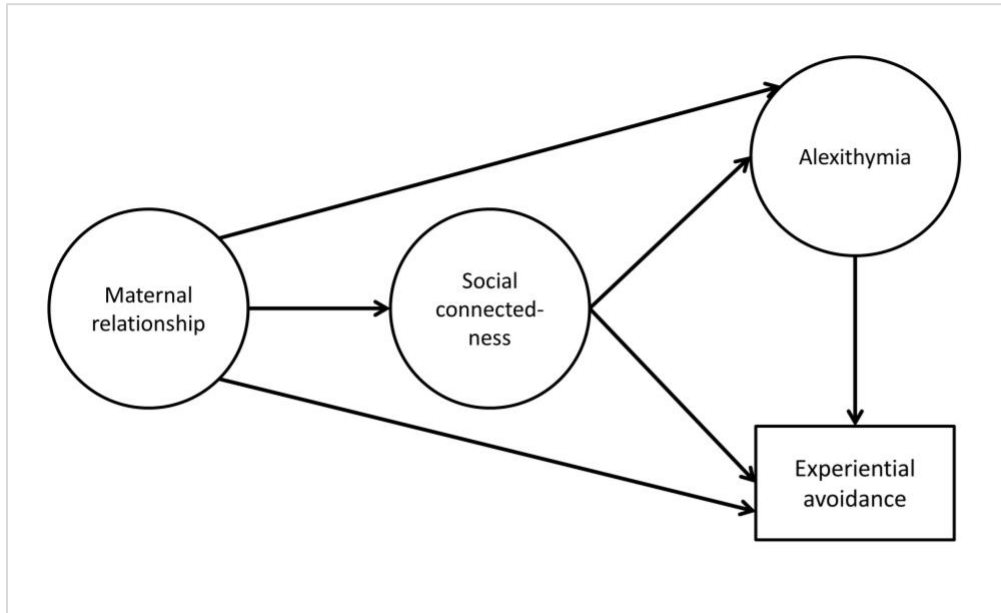 Maternal
relationship
Social
connected-
ness
Alexithymia
Experiential
avoidance